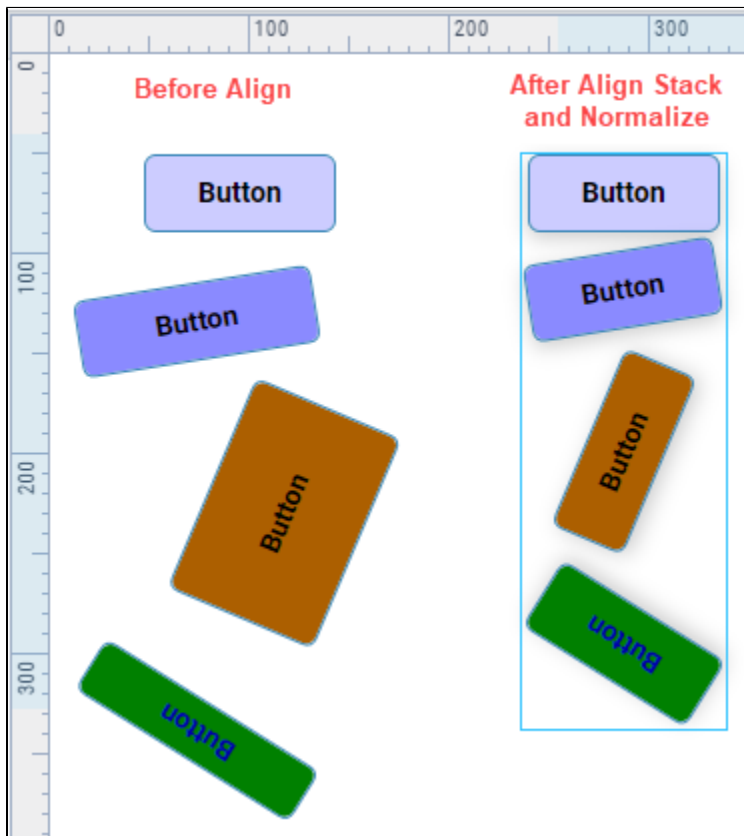 0 100 200 300
0
Before Align
After Align Stack
and Normalize
Button
Button
100
Button
Button
200
Button
Button
300
Button
Button